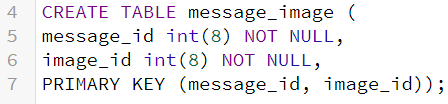 4 CREATE TABLE message_image (
5 message_id int(8) NOT NULL,
6 image_id int(8) NOT NULL,
7 PRIMARY KEY (message_id, image_id));